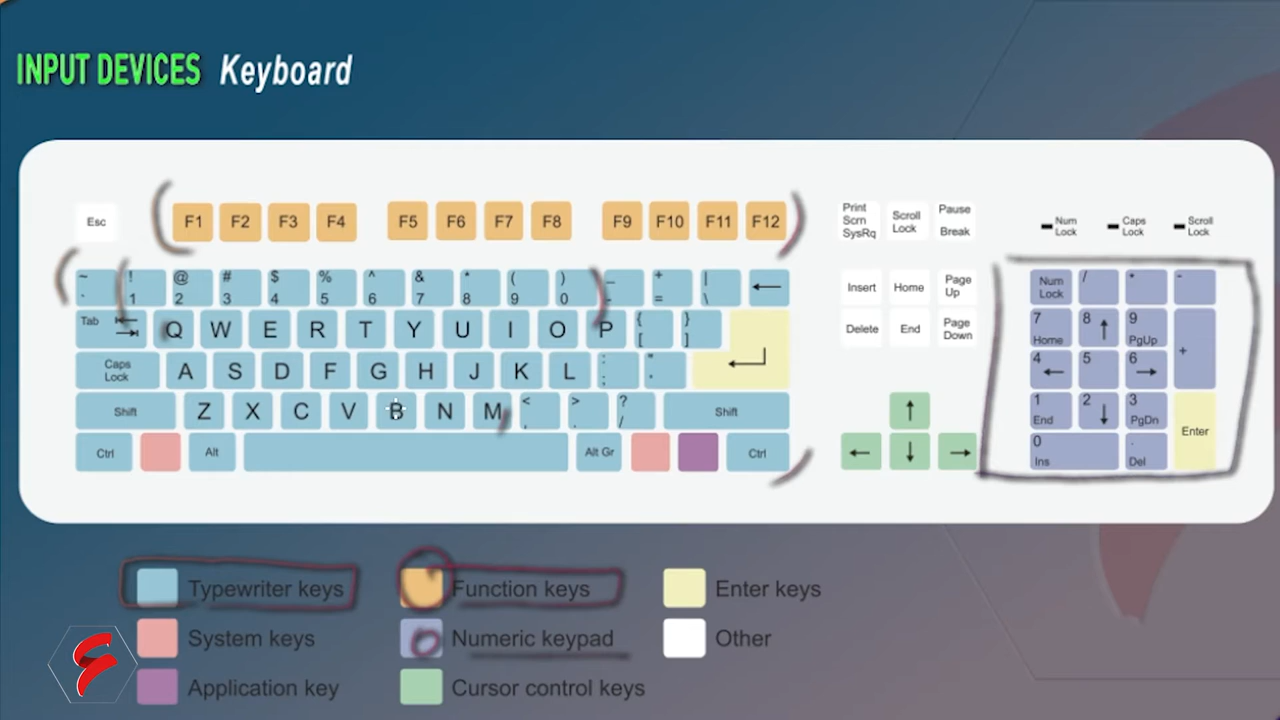 INPUT DEVICES Keyboard
Esc F1 F2 F3 F4 F5 F6 F7 F8 F9 F10 F11 F12 Print Scrn SysRq Scroll Lock Pause Break Num Lock Caps Lock Scroll Lock
~ ` ! 1 @ 2 # 3 $ 4 % 5 ^ 6 & 7 * 8 ( 9 ) 0 _ - + = | \ ← Insert Home Page Up Num Lock / * -
Tab Q W E R T Y U I O P { [ } ] Delete End Page Down 7 Home 8 ↑ 9 PgUp +
Caps Lock A S D F G H J K L : ; " ' 4 ← 5 6 →
Shift Z X C V B N M < , > . ? / Shift ↑ 1 End 2 ↓ 3 PgDn Enter
Ctrl Alt Alt Gr Ctrl ← ↓ → 0 Ins . Del
Typewriter keys Function keys Enter keys
System keys Numeric keypad Other
Application key Cursor control keys